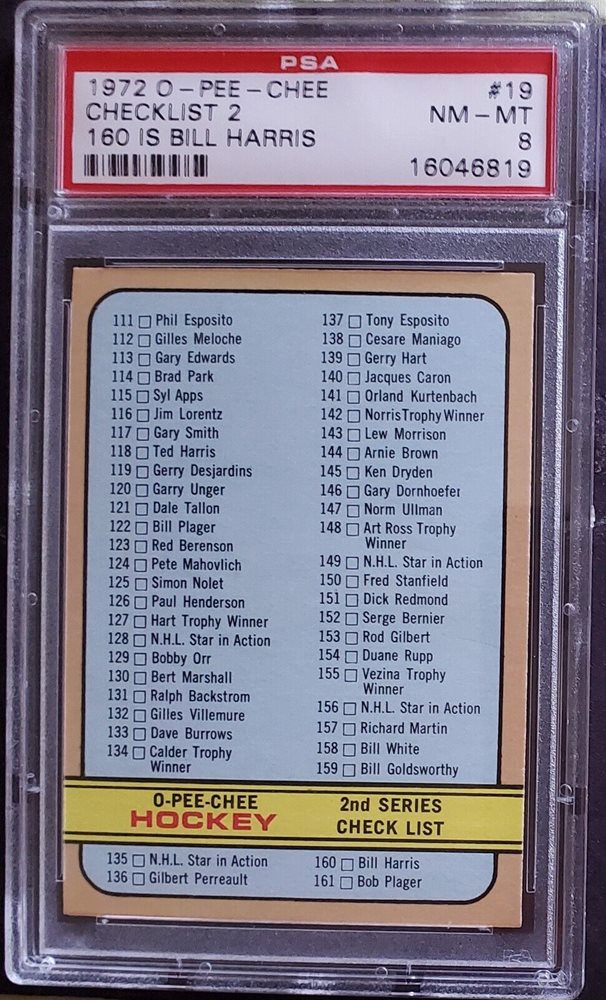 PSA
1972 O-PEE-CHEE #19
CHECKLIST 2 NM-MT
160 IS BILL HARRIS 8
16046819
111 Phil Esposito
112 Gilles Meloche
113 Gary Edwards
114 Brad Park
115 Syl Apps
116 Jim Lorentz
117 Gary Smith
118 Ted Harris
119 Gerry Desjardins
120 Garry Unger
121 Dale Tallon
122 Bill Plager
123 Red Berenson
124 Pete Mahovlich
125 Simon Nolet
126 Paul Henderson
127 Hart Trophy Winner
128 N.H.L. Star in Action
129 Bobby Orr
130 Bert Marshall
131 Ralph Backstrom
132 Gilles Villemure
133 Dave Burrows
134 Calder Trophy
Winner
137 Tony Esposito
138 Cesare Maniago
139 Gerry Hart
140 Jacques Caron
141 Orland Kurtenbach
142 Norris Trophy Winner
143 Lew Morrison
144 Arnie Brown
145 Ken Dryden
146 Gary Dornhoefer
147 Norm Ullman
148 Art Ross Trophy
Winner
149 N.H.L. Star in Action
150 Fred Stanfield
151 Dick Redmond
152 Serge Bernier
153 Rod Gilbert
154 Duane Rupp
155 Vezina Trophy
Winner
156 N.H.L. Star in Action
157 Richard Martin
158 Bill White
159 Bill Goldsworthy
O-PEE-CHEE
HOCKEY
2nd SERIES
CHECK LIST
135 N.H.L. Star in Action
136 Gilbert Perreault
160 Bill Harris
161 Bob Plager